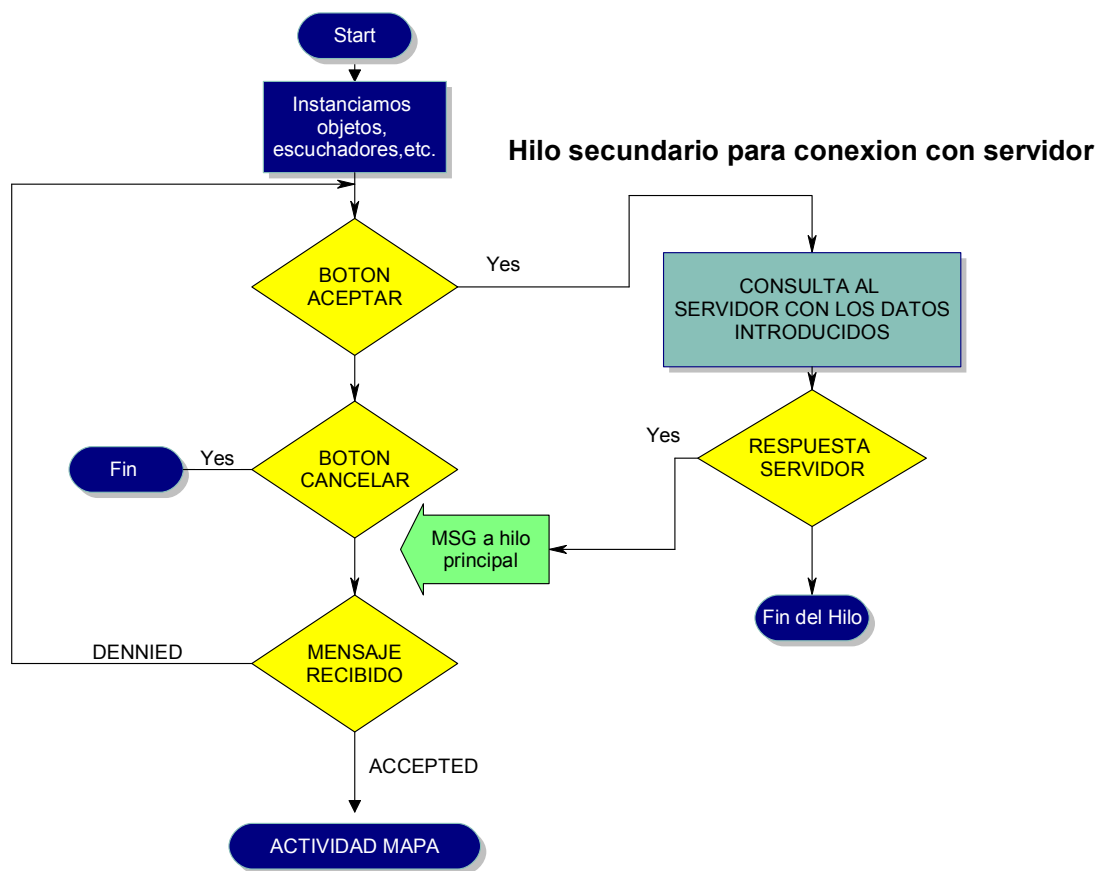 Start
Instanciamos
objetos,
escuchadores,etc.
Hilo secundario para conexion con servidor
BOTON
ACEPTAR
Yes
CONSULTA AL
SERVIDOR CON LOS DATOS
INTRODUCIDOS
Fin
Yes
BOTON
CANCELAR
Yes
RESPUESTA
SERVIDOR
MSG a hilo
principal
Fin del Hilo
DENNIED
MENSAJE
RECIBIDO
ACCEPTED
ACTIVIDAD MAPA